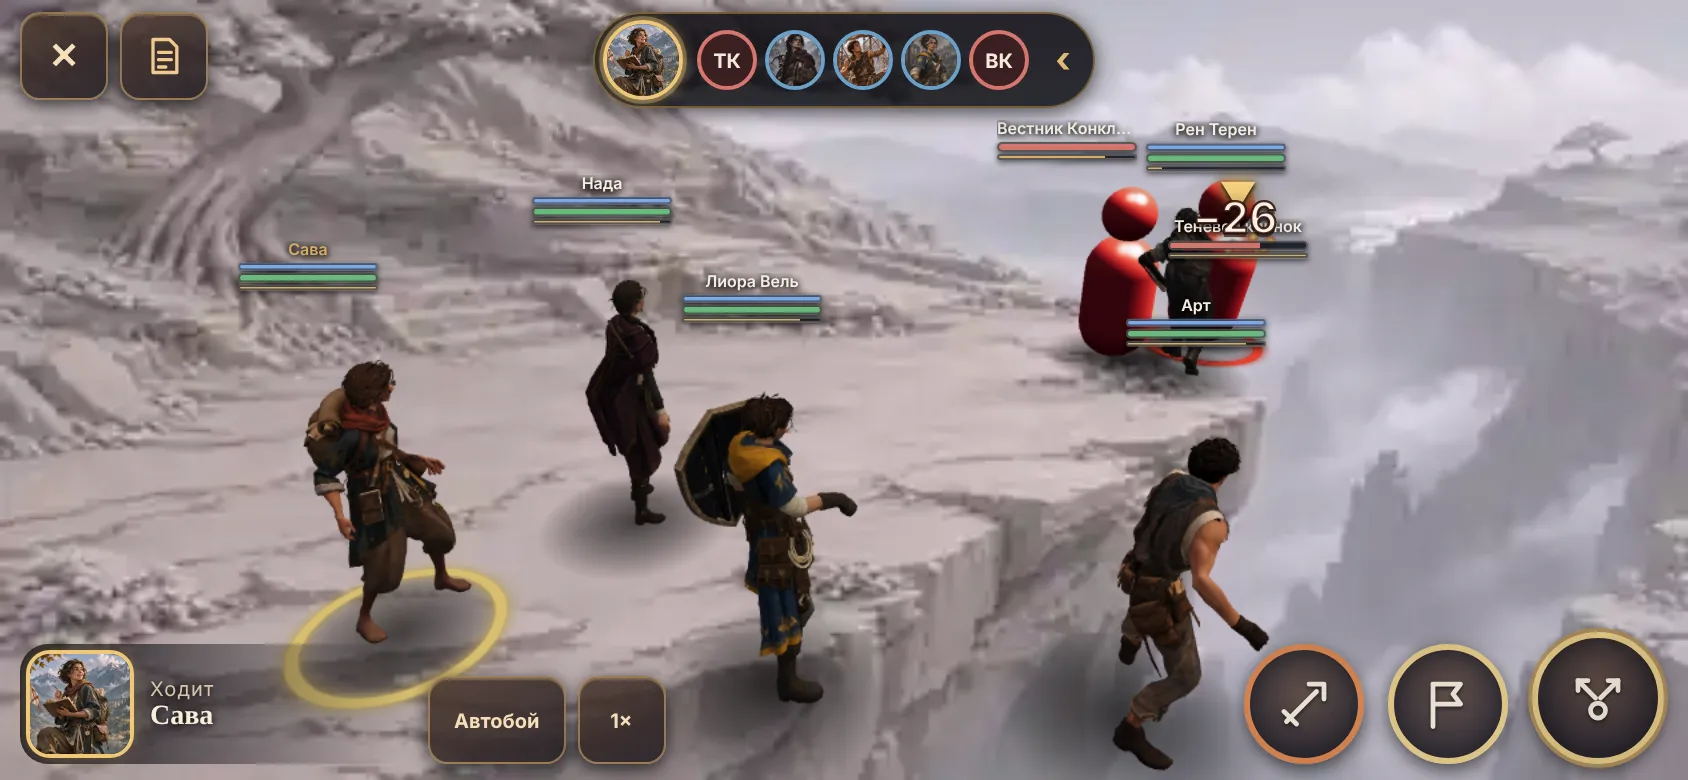 ТК
ВК
Вестник Конкл...
Рен Терен
Нада
-26
Сава
Лиора Вель
Арт
Ходит
Сава
Автобой
1×